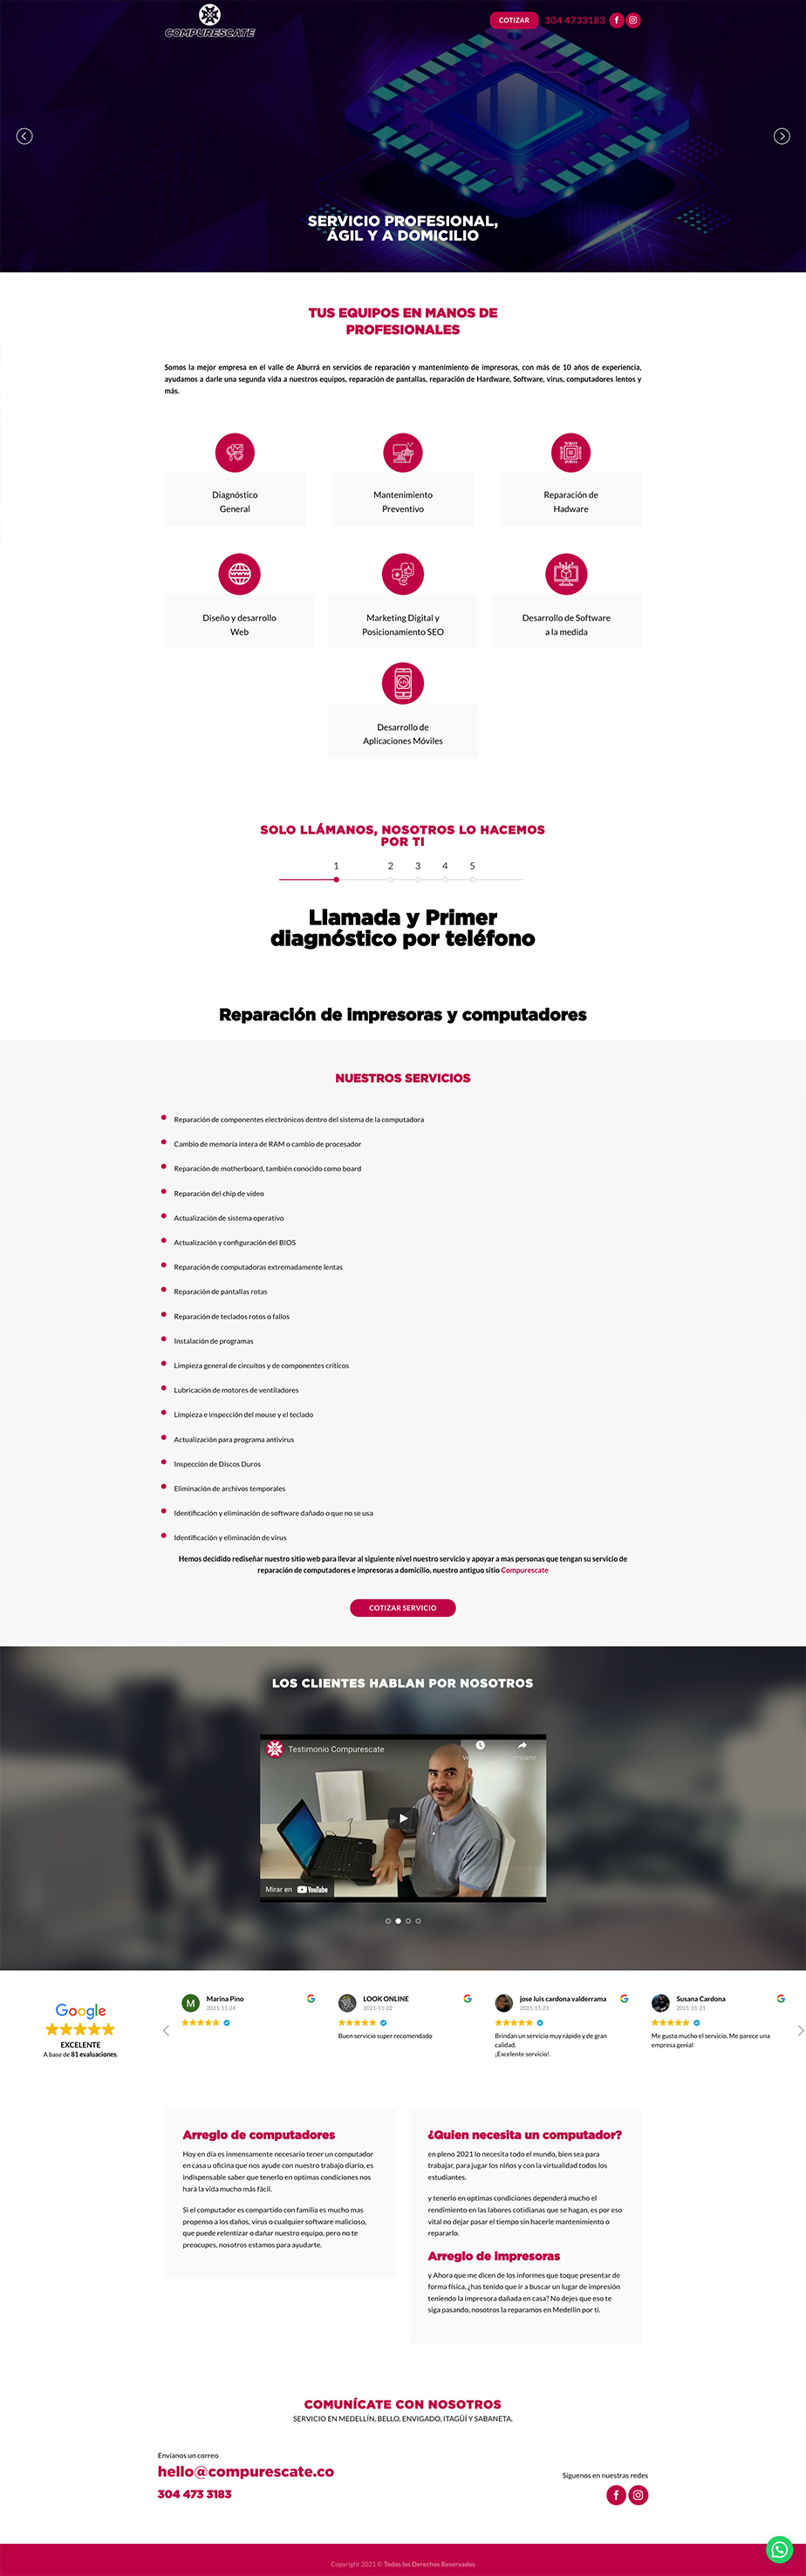 COMPURESCATE
COTIZAR
304 4733183
SERVICIO PROFESIONAL,
ÁGIL Y A DOMICILIO
TUS EQUIPOS EN MANOS DE
PROFESIONALES
Somos la mejor empresa en el valle de Aburrá en servicios de reparación y mantenimiento de impresoras, con más de 10 años de experiencia,
ayudamos a darle una segunda vida a nuestros equipos, reparación de pantallas, reparación de Hardware, Software, virus, computadores lentos y
más.
Diagnóstico
General
Mantenimiento
Preventivo
Reparación de
Hadware
Diseño y desarrollo
Web
Marketing Digital y
Posicionamiento SEO
Desarrollo de Software
a la medida
Desarrollo de
Aplicaciones Móviles
SOLO LLÁMANOS, NOSOTROS LO HACEMOS
POR TI
1 2 3 4 5
Llamada y Primer
diagnóstico por teléfono
Reparación de impresoras y computadores
NUESTROS SERVICIOS
Reparación de componentes electrónicos dentro del sistema de la computadora
Cambio de memoria intera de RAM o cambio de procesador
Reparación de motherboard, también conocido como board
Reparación del chip de video
Actualización de sistema operativo
Actualización y configuración del BIOS
Reparación de computadoras extremadamente lentas
Reparación de pantallas rotas
Reparación de teclados rotos o fallos
Instalación de programas
Limpieza general de circuitos y de componentes críticos
Lubricación de motores de ventiladores
Limpieza e inspección del mouse y el teclado
Actualización para programa antivirus
Inspección de Discos Duros
Eliminación de archivos temporales
Identificación y eliminación de software dañado o que no se usa
Identificación y eliminación de virus
Hemos decidido rediseñar nuestro sitio web para llevar al siguiente nivel nuestro servicio y apoyar a mas personas que tengan su servicio de
reparación de computadores e impresoras a domicilio, nuestro antiguo sitio Compurescate
COTIZAR SERVICIO
LOS CLIENTES HABLAN POR NOSOTROS
Testimonio Compurescate
Compartir
Mirar en YouTube
Google
EXCELENTE
A base de 81 evaluaciones.
M
Marina Pino
2021-11-24
LOOK ONLINE
2021-11-22
Buen servicio super recomendado
jose luis cardona valderrama
2021-11-21
Brindan un servicio muy rápido y de gran
calidad.
¡Excelente servicio!.
Susana Cardona
2021-11-21
Me gusto mucho el servicio, Me parece una
empresa genial
Arreglo de computadores
Hoy en día es inmensamente necesario tener un computador
en casa u oficina que nos ayude con nuestro trabajo diario, es
indispensable saber que tenerlo en optimas condiciones nos
hará la vida mucho más fácil.
Si el computador es compartido con familia es mucho mas
propenso a los daños, virus o cualquier software malicioso,
que puede relentizar o dañar nuestro equipo, pero no te
preocupes, nosotros estamos para ayudarte.
¿Quien necesita un computador?
en pleno 2021 lo necesita todo el mundo, bien sea para
trabajar, para jugar los niños y con la virtualidad todos los
estudiantes.
y tenerlo en optimas condiciones dependerá mucho el
rendimiento en las labores cotidianas que se hagan, es por eso
vital no dejar pasar el tiempo sin hacerle mantenimiento o
repararlo.
Arreglo de impresoras
y Ahora que me dicen de los informes que toque presentar de
forma física, ¿has tenido que ir a buscar un lugar de impresión
teniendo la impresora dañada en casa? No dejes que eso te
siga pasando, nosotros la reparamos en Medellin por ti.
COMUNÍCATE CON NOSOTROS
SERVICIO EN MEDELLÍN, BELLO, ENVIGADO, ITAGÜÍ Y SABANETA.
Envíanos un correo
hello@compurescate.co
304 473 3183
Siguenos en nuestras redes
Copyright 2021 © Todos los Derechos Reservados